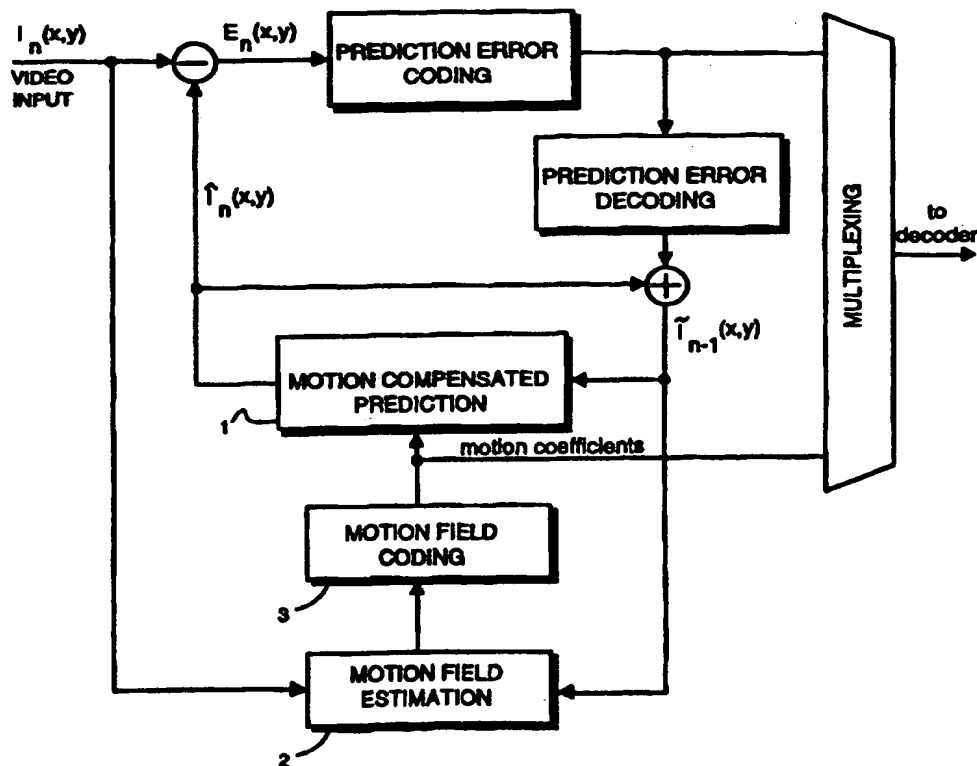 I_n(x,y)
VIDEO
INPUT
E_n(x,y)
PREDICTION ERROR
CODING
PREDICTION ERROR
DECODING
Î_n(x,y)
MULTIPLEXING
to
decoder
Ĩ_n-1(x,y)
MOTION COMPENSATED
PREDICTION
1
motion coefficients
MOTION FIELD
CODING
3
MOTION FIELD
ESTIMATION
2